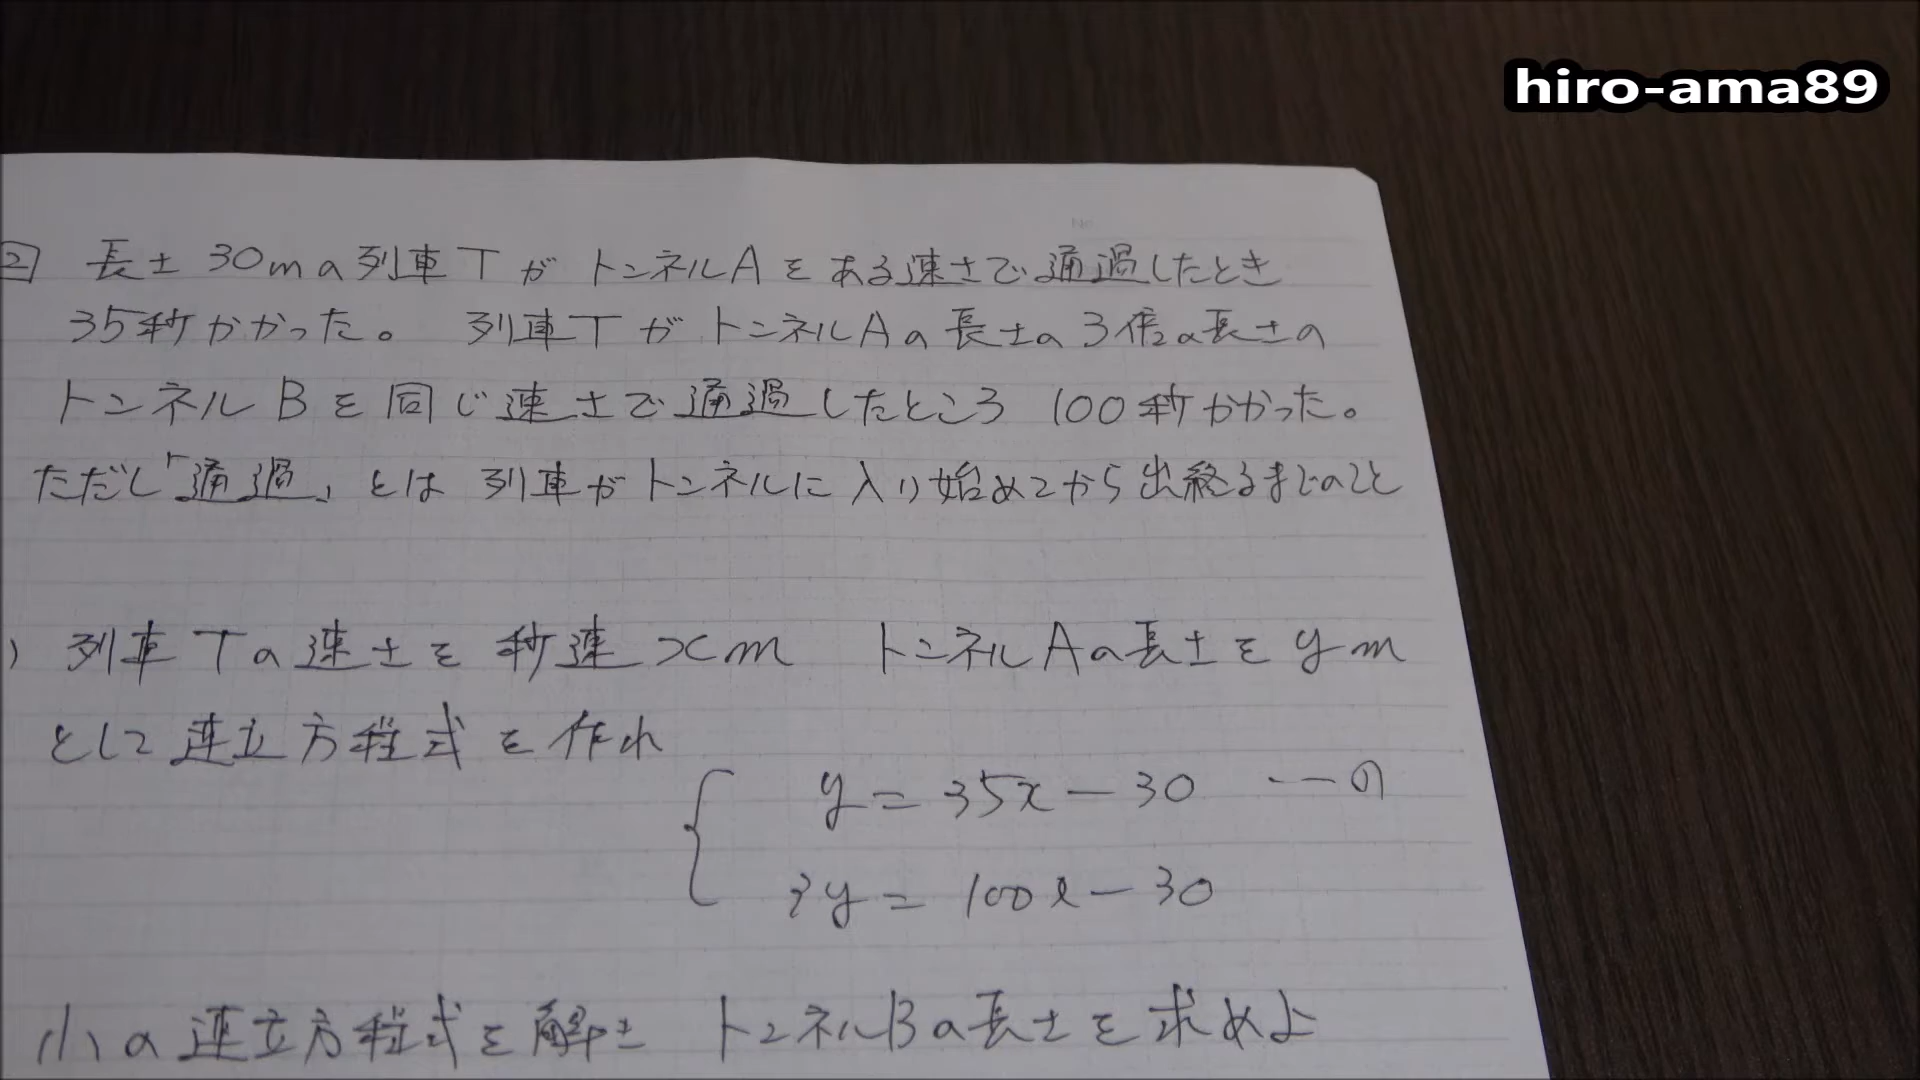 hiro-ama89
② 長さ30mの列車Tがトンネルを Aをある速さで通過したとき
35秒かかった。 列車TがトンネルAの長さの3倍の長さの
トンネルBを同じ速さで通過したところ 100秒かかった。
ただし「通過」とは 列車がトンネルに入り始めてから出終るまでのこと
) 列車Tの速さを秒速xm トンネルAの長さをym
として連立方程式を作れ
y=35x-30 ……①
3y=100x-30
(1)の連立方程式を解き トンネルBの長さを求めよ